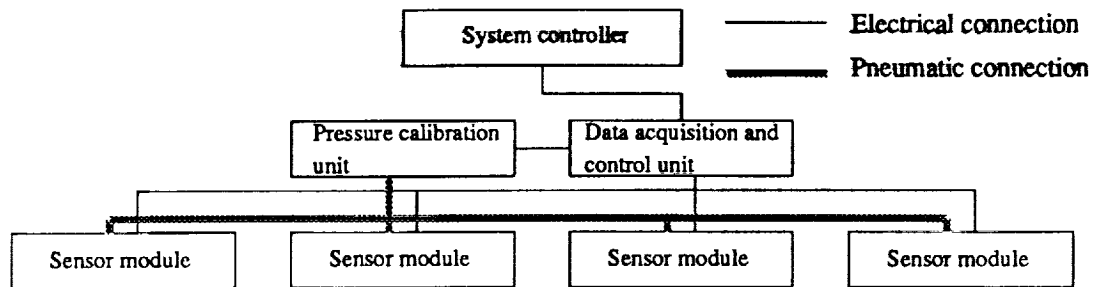 System controller
Electrical connection
Pneumatic connection
Pressure calibration
unit
Data acquisition and
control unit
Sensor module
Sensor module
Sensor module
Sensor module